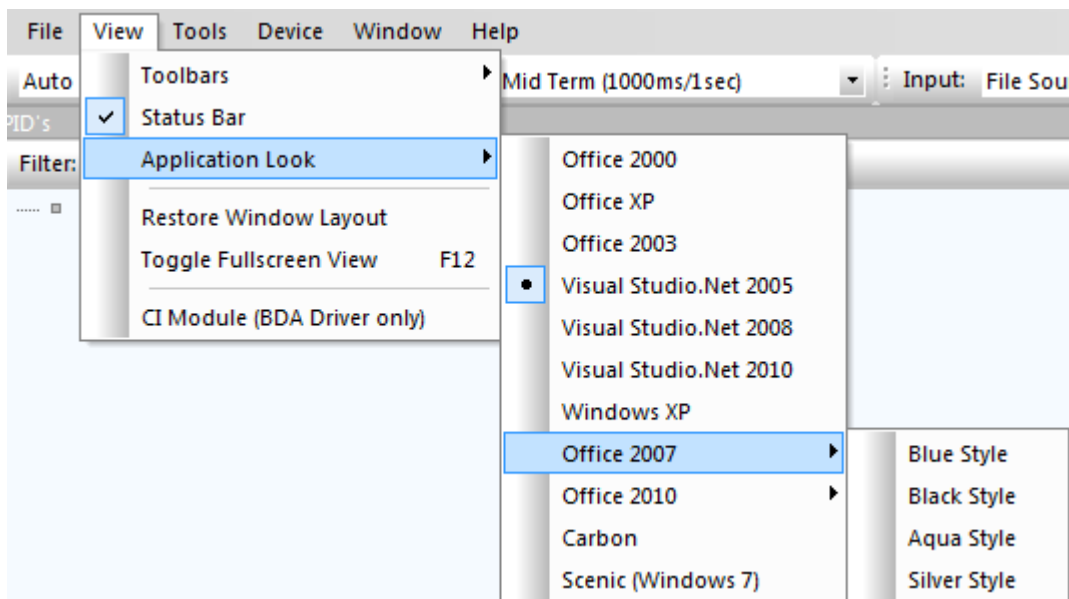 File View Tools Device Window Help
Auto Mid Term (1000ms/1sec) Input: File Sou
PID's
Filter:
Toolbars
Status Bar
Application Look
Restore Window Layout
Toggle Fullscreen View F12
CI Module (BDA Driver only)
Office 2000
Office XP
Office 2003
Visual Studio.Net 2005
Visual Studio.Net 2008
Visual Studio.Net 2010
Windows XP
Office 2007
Office 2010
Carbon
Scenic (Windows 7)
Blue Style
Black Style
Aqua Style
Silver Style